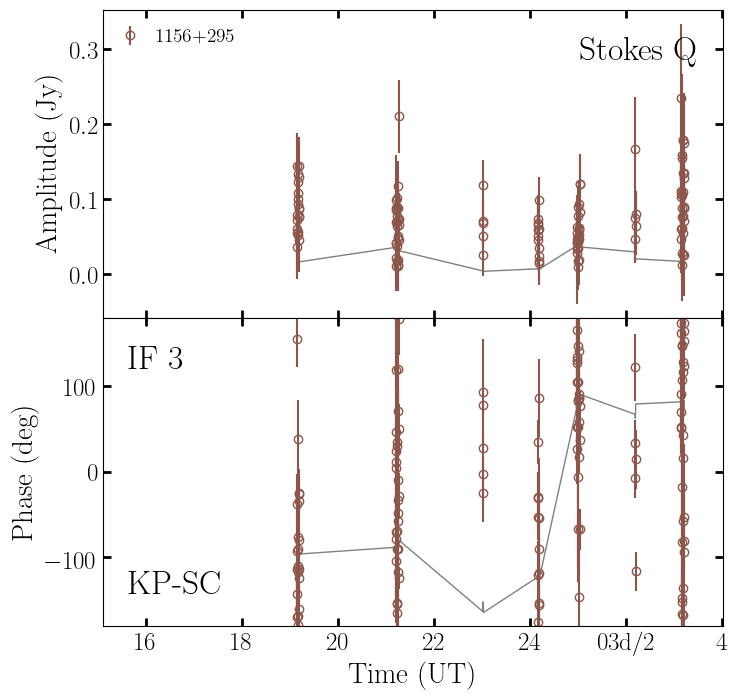 1156+295
Stokes Q
0.3
0.2
0.1
0.0
Amplitude (Jy)
IF 3
100
0
−100
Phase (deg)
KP-SC
16 18 20 22 24 03d/2 4
Time (UT)